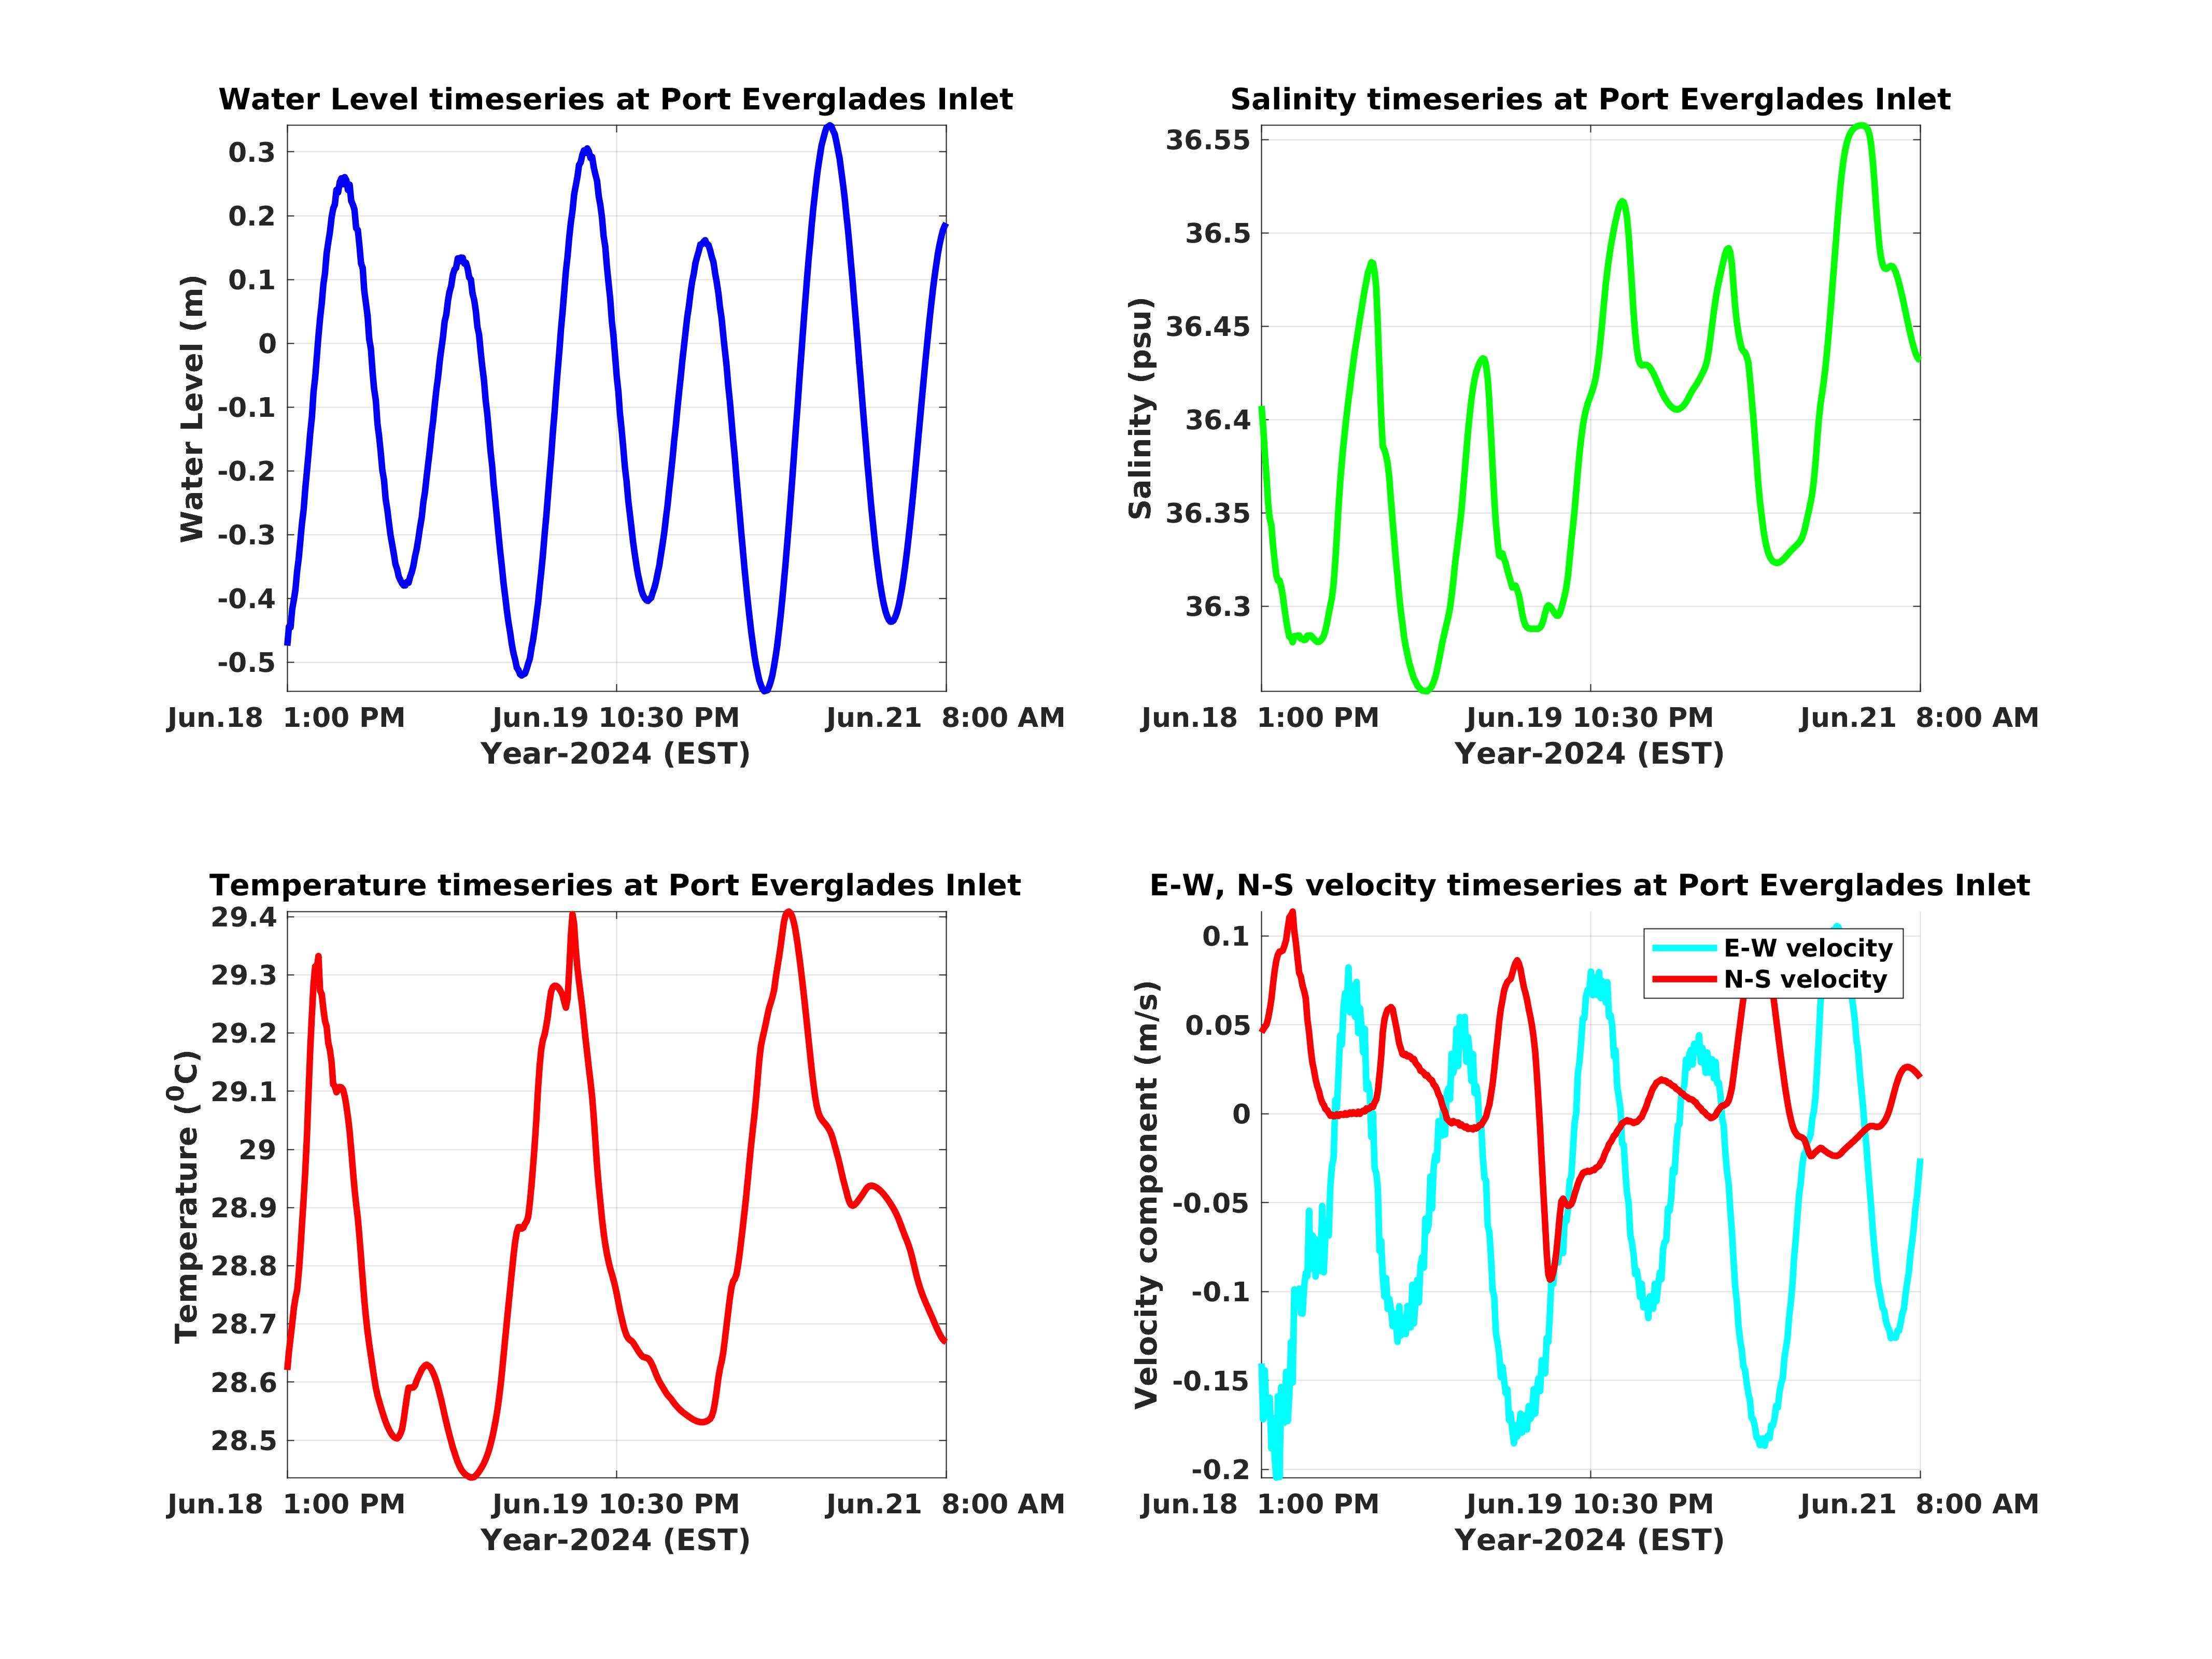 Water Level timeseries at Port Everglades Inlet
0.3
0.2
0.1
0
-0.1
-0.2
-0.3
-0.4
-0.5
Water Level (m)
Jun.18 1:00 PM Jun.19 10:30 PM Jun.21 8:00 AM
Year-2024 (EST)
Salinity timeseries at Port Everglades Inlet
36.55
36.5
36.45
36.4
36.35
36.3
Salinity (psu)
Jun.18 1:00 PM Jun.19 10:30 PM Jun.21 8:00 AM
Year-2024 (EST)
Temperature timeseries at Port Everglades Inlet
29.4
29.3
29.2
29.1
29
28.9
28.8
28.7
28.6
28.5
Temperature (⁰C)
Jun.18 1:00 PM Jun.19 10:30 PM Jun.21 8:00 AM
Year-2024 (EST)
E-W, N-S velocity timeseries at Port Everglades Inlet
E-W velocity
N-S velocity
0.1
0.05
0
-0.05
-0.1
-0.15
-0.2
Velocity component (m/s)
Jun.18 1:00 PM Jun.19 10:30 PM Jun.21 8:00 AM
Year-2024 (EST)